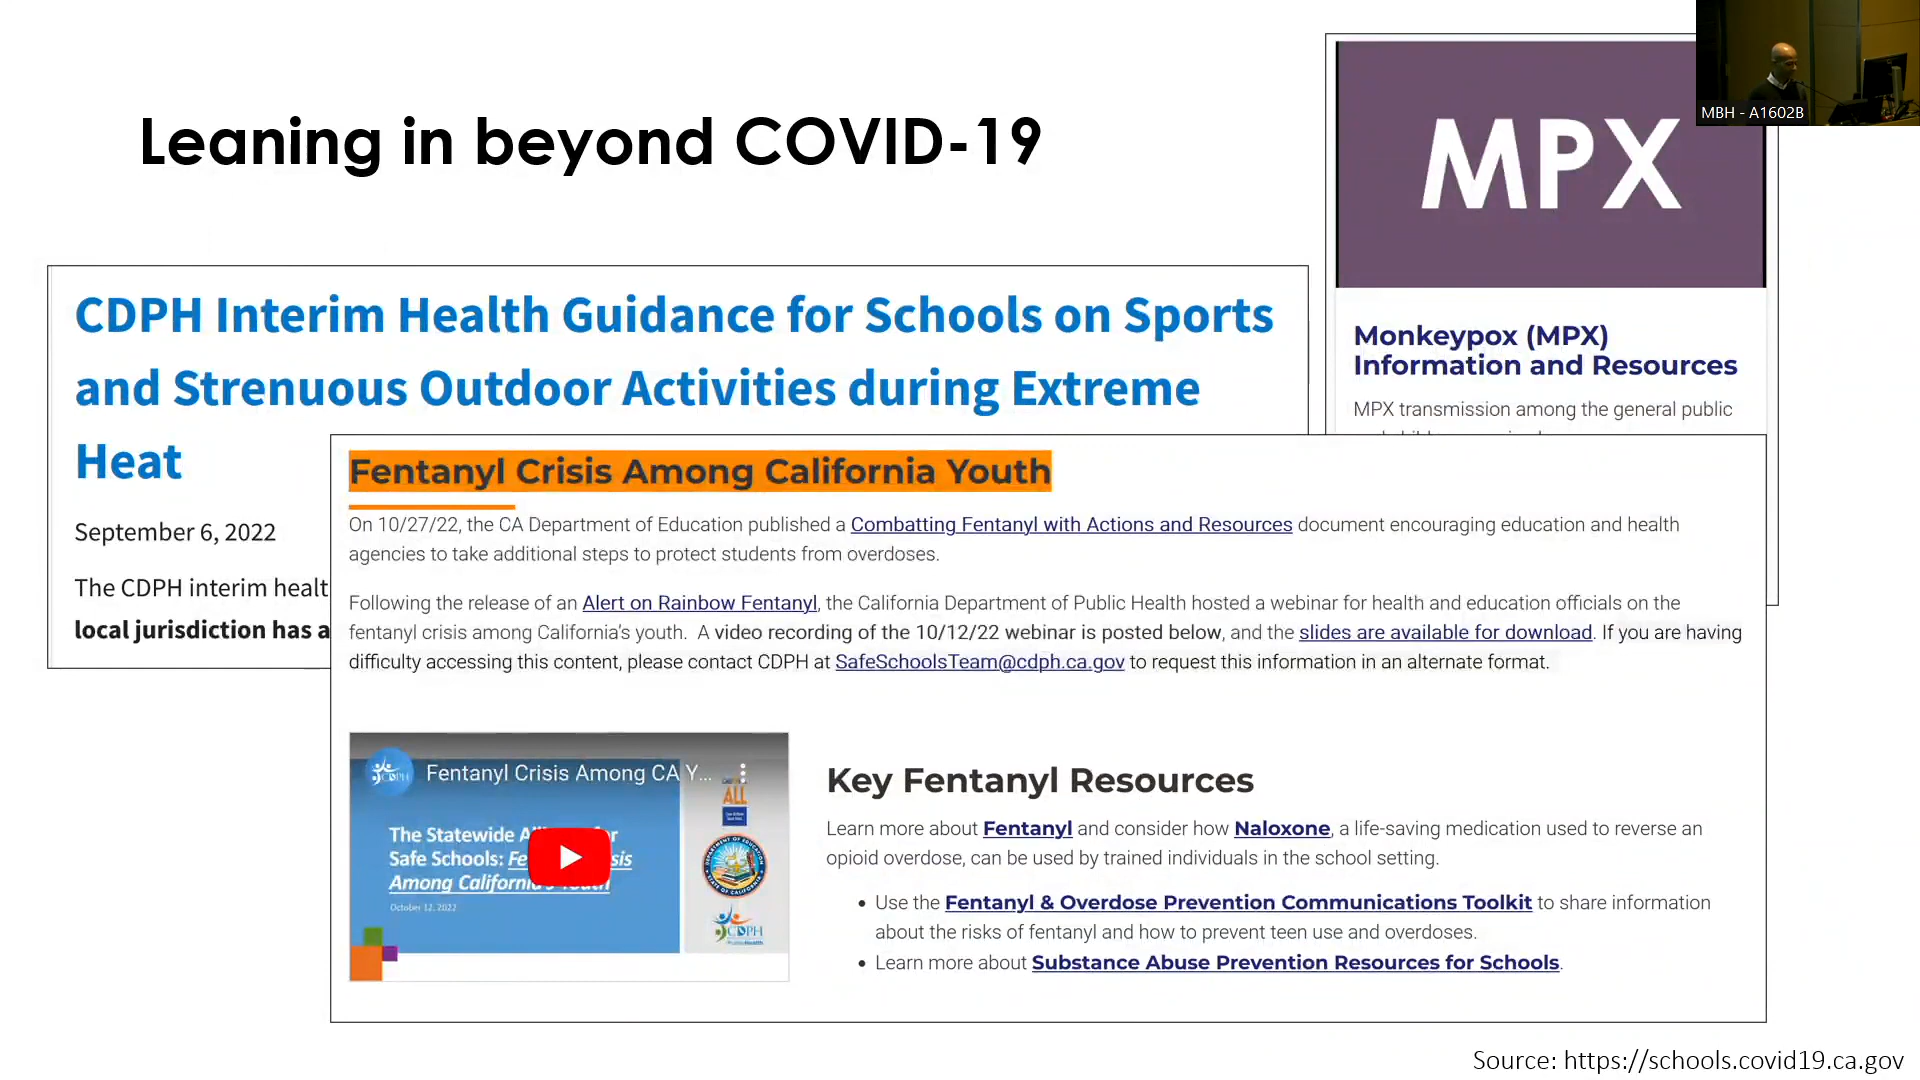 Leaning in beyond COVID-19
MBH - A1602B
MPX
Monkeypox (MPX)
Information and Resources
MPX transmission among the general public
CDPH Interim Health Guidance for Schools on Sports
and Strenuous Outdoor Activities during Extreme
Heat
September 6, 2022
The CDPH interim healt
local jurisdiction has a
Fentanyl Crisis Among California Youth
On 10/27/22, the CA Department of Education published a Combatting Fentanyl with Actions and Resources document encouraging education and health
agencies to take additional steps to protect students from overdoses.
Following the release of an Alert on Rainbow Fentanyl, the California Department of Public Health hosted a webinar for health and education officials on the
fentanyl crisis among California's youth. A video recording of the 10/12/22 webinar is posted below, and the slides are available for download. If you are having
difficulty accessing this content, please contact CDPH at SafeSchoolsTeam@cdph.ca.gov to request this information in an alternate format.
CDPH
Fentanyl Crisis Among CA Y...
ALL
The Statewide
Safe Schools:
Among California's Youth
October 12, 2022
CDPH
Key Fentanyl Resources
Learn more about Fentanyl and consider how Naloxone, a life-saving medication used to reverse an
opioid overdose, can be used by trained individuals in the school setting.
• Use the Fentanyl & Overdose Prevention Communications Toolkit to share information
about the risks of fentanyl and how to prevent teen use and overdoses.
• Learn more about Substance Abuse Prevention Resources for Schools.
Source: https://schools.covid19.ca.gov